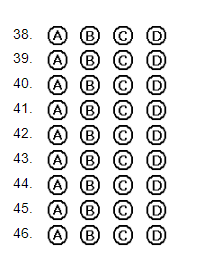 38. A B C D
39. A B C D
40. A B C D
41. A B C D
42. A B C D
43. A B C D
44. A B C D
45. A B C D
46. A B C D